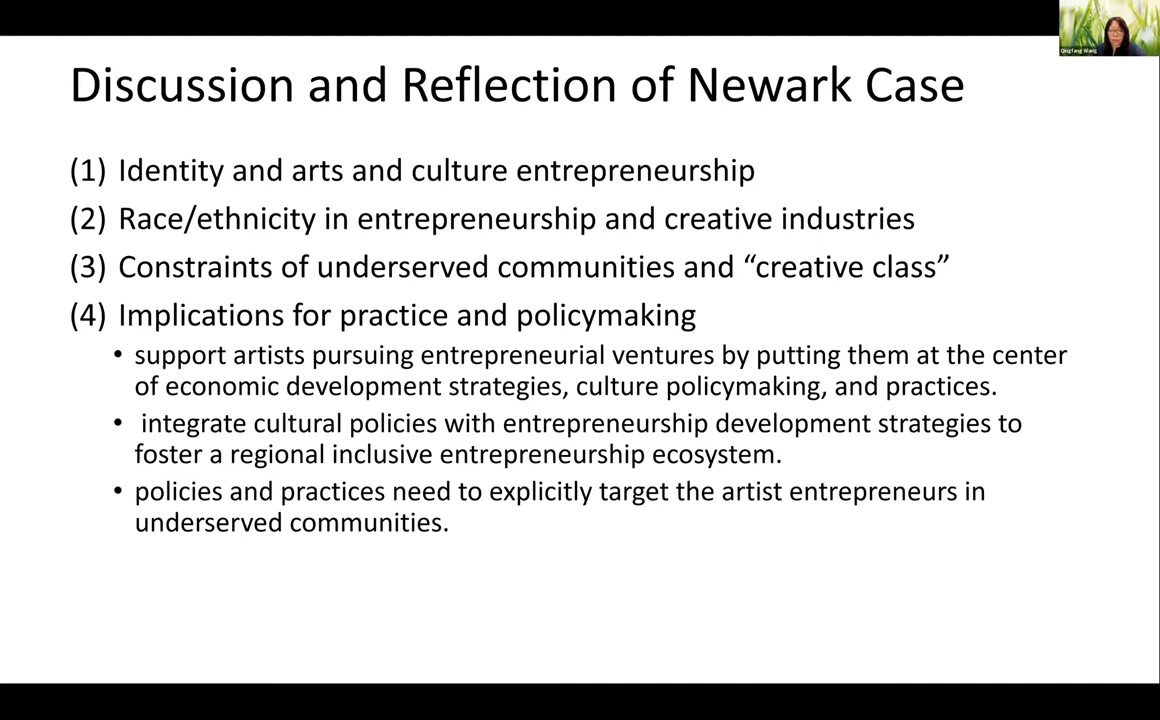 Qingfang Wang
Discussion and Reflection of Newark Case
(1) Identity and arts and culture entrepreneurship
(2) Race/ethnicity in entrepreneurship and creative industries
(3) Constraints of underserved communities and “creative class”
(4) Implications for practice and policymaking
• support artists pursuing entrepreneurial ventures by putting them at the center
of economic development strategies, culture policymaking, and practices.
• integrate cultural policies with entrepreneurship development strategies to
foster a regional inclusive entrepreneurship ecosystem.
• policies and practices need to explicitly target the artist entrepreneurs in
underserved communities.